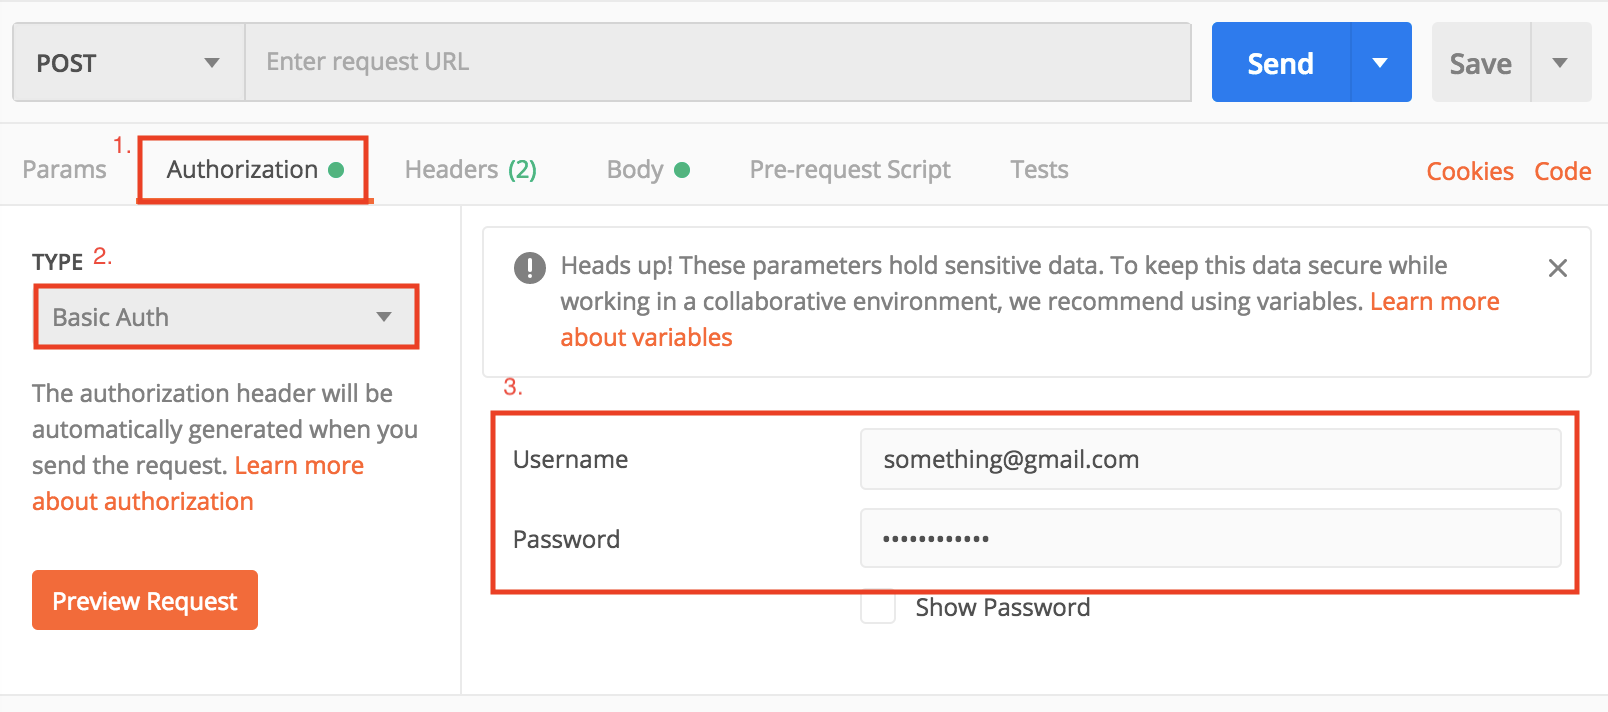 POST
Enter request URL
Send
Save
Params
1.
Authorization
Headers (2)
Body
Pre-request Script
Tests
Cookies
Code
TYPE
2.
Basic Auth
The authorization header will be
automatically generated when you
send the request. Learn more
about authorization
Preview Request
Heads up! These parameters hold sensitive data. To keep this data secure while
working in a collaborative environment, we recommend using variables. Learn more
about variables
3.
Username
something@gmail.com
Password
••••••••••••
Show Password